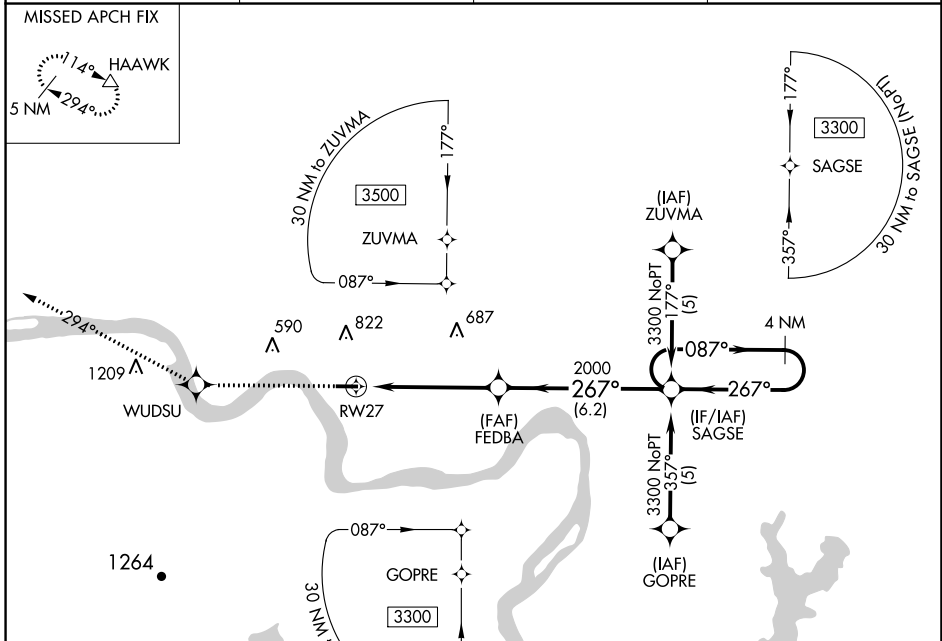 MISSED APCH FIX
114°
HAAWK
5 NM
294°
30 NM to ZUVMA
177°
3500
ZUVMA
087°
177°
3300
SAGSE
357°
30 NM to SAGSE (NoPT)
(IAF)
ZUVMA
3300 NoPT
177°
(5)
294°
1209
590
822
687
087°
4 NM
2000
267°
(6.2)
267°
WUDSU
RW27
(FAF)
FEDBA
(IF/IAF)
SAGSE
3300 NoPT
357°
(5)
(IAF)
GOPRE
1264
087°
GOPRE
3300
30 NM